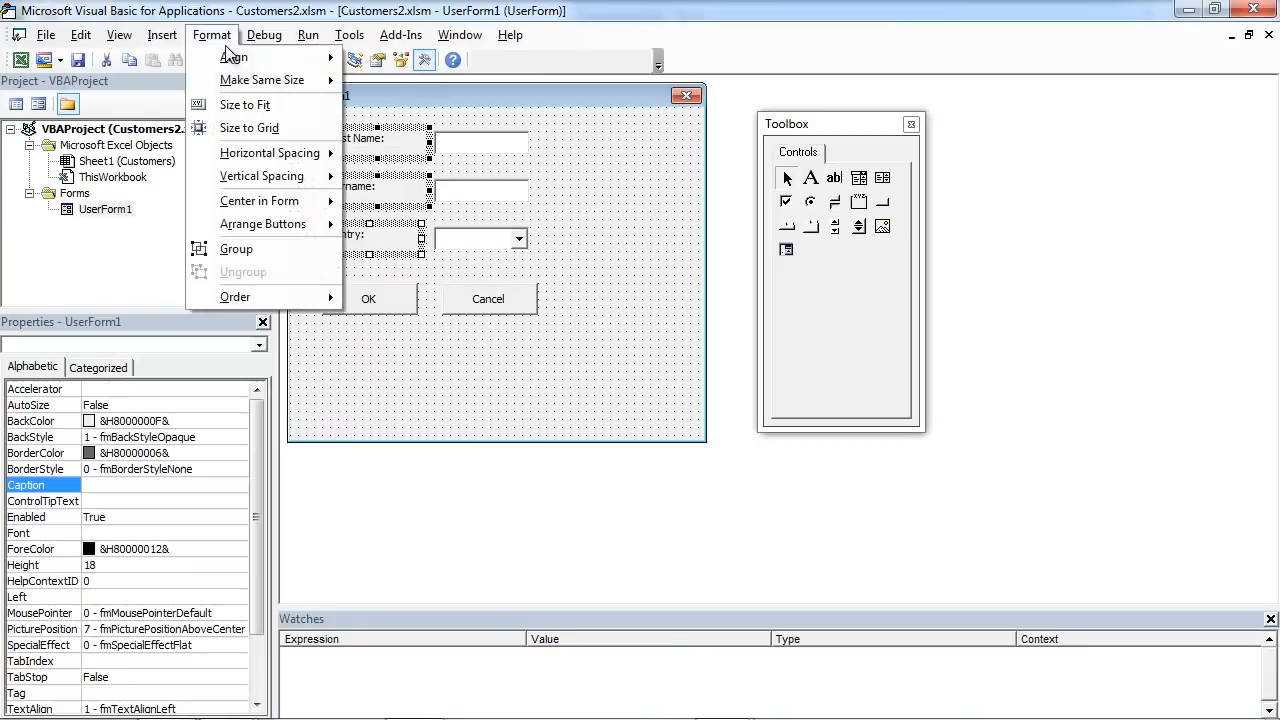 Microsoft Visual Basic for Applications - Customers2.xlsm - [Customers2.xlsm - UserForm1 (UserForm)]
File Edit View Insert Format Debug Run Tools Add-Ins Window Help
Align
Make Same Size
Size to Fit
Size to Grid
Horizontal Spacing
Vertical Spacing
Center in Form
Arrange Buttons
Group
Ungroup
Order
Project - VBAProject
VBAProject (Customers2.
Microsoft Excel Objects
Sheet1 (Customers)
ThisWorkbook
Forms
UserForm1
Name:
OK
Cancel
Toolbox
Controls
A
abl
Properties - UserForm1
Alphabetic Categorized
Accelerator
AutoSize False
BackColor &H8000000F&
BackStyle 1 - fmBackStyleOpaque
BorderColor &H80000006&
BorderStyle 0 - fmBorderStyleNone
Caption
ControlTipText
Enabled True
Font
ForeColor &H80000012&
Height 18
HelpContextID 0
Left
MousePointer 0 - fmMousePointerDefault
PicturePosition 7 - fmPicturePositionAboveCenter
SpecialEffect 0 - fmSpecialEffectFlat
TabIndex
TabStop False
Tag
TextAlign 1 - fmTextAlignLeft
Watches
Expression Value Type Context